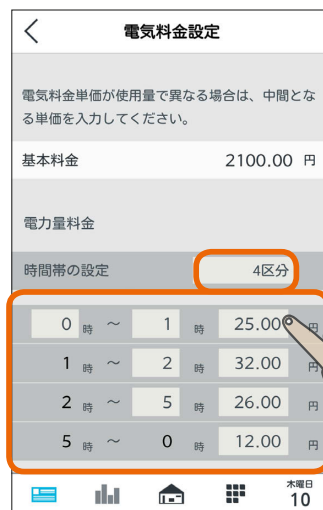 電気料金設定
電気料金単価が使用量で異なる場合は、中間とな
る単価を入力してください。
基本料金 2100.00 円
電力量料金
時間帯の設定 4区分
0 時 ～ 1 時 25.00 円
1 時 ～ 2 時 32.00 円
2 時 ～ 5 時 26.00 円
5 時 ～ 0 時 12.00 円
木曜日
10